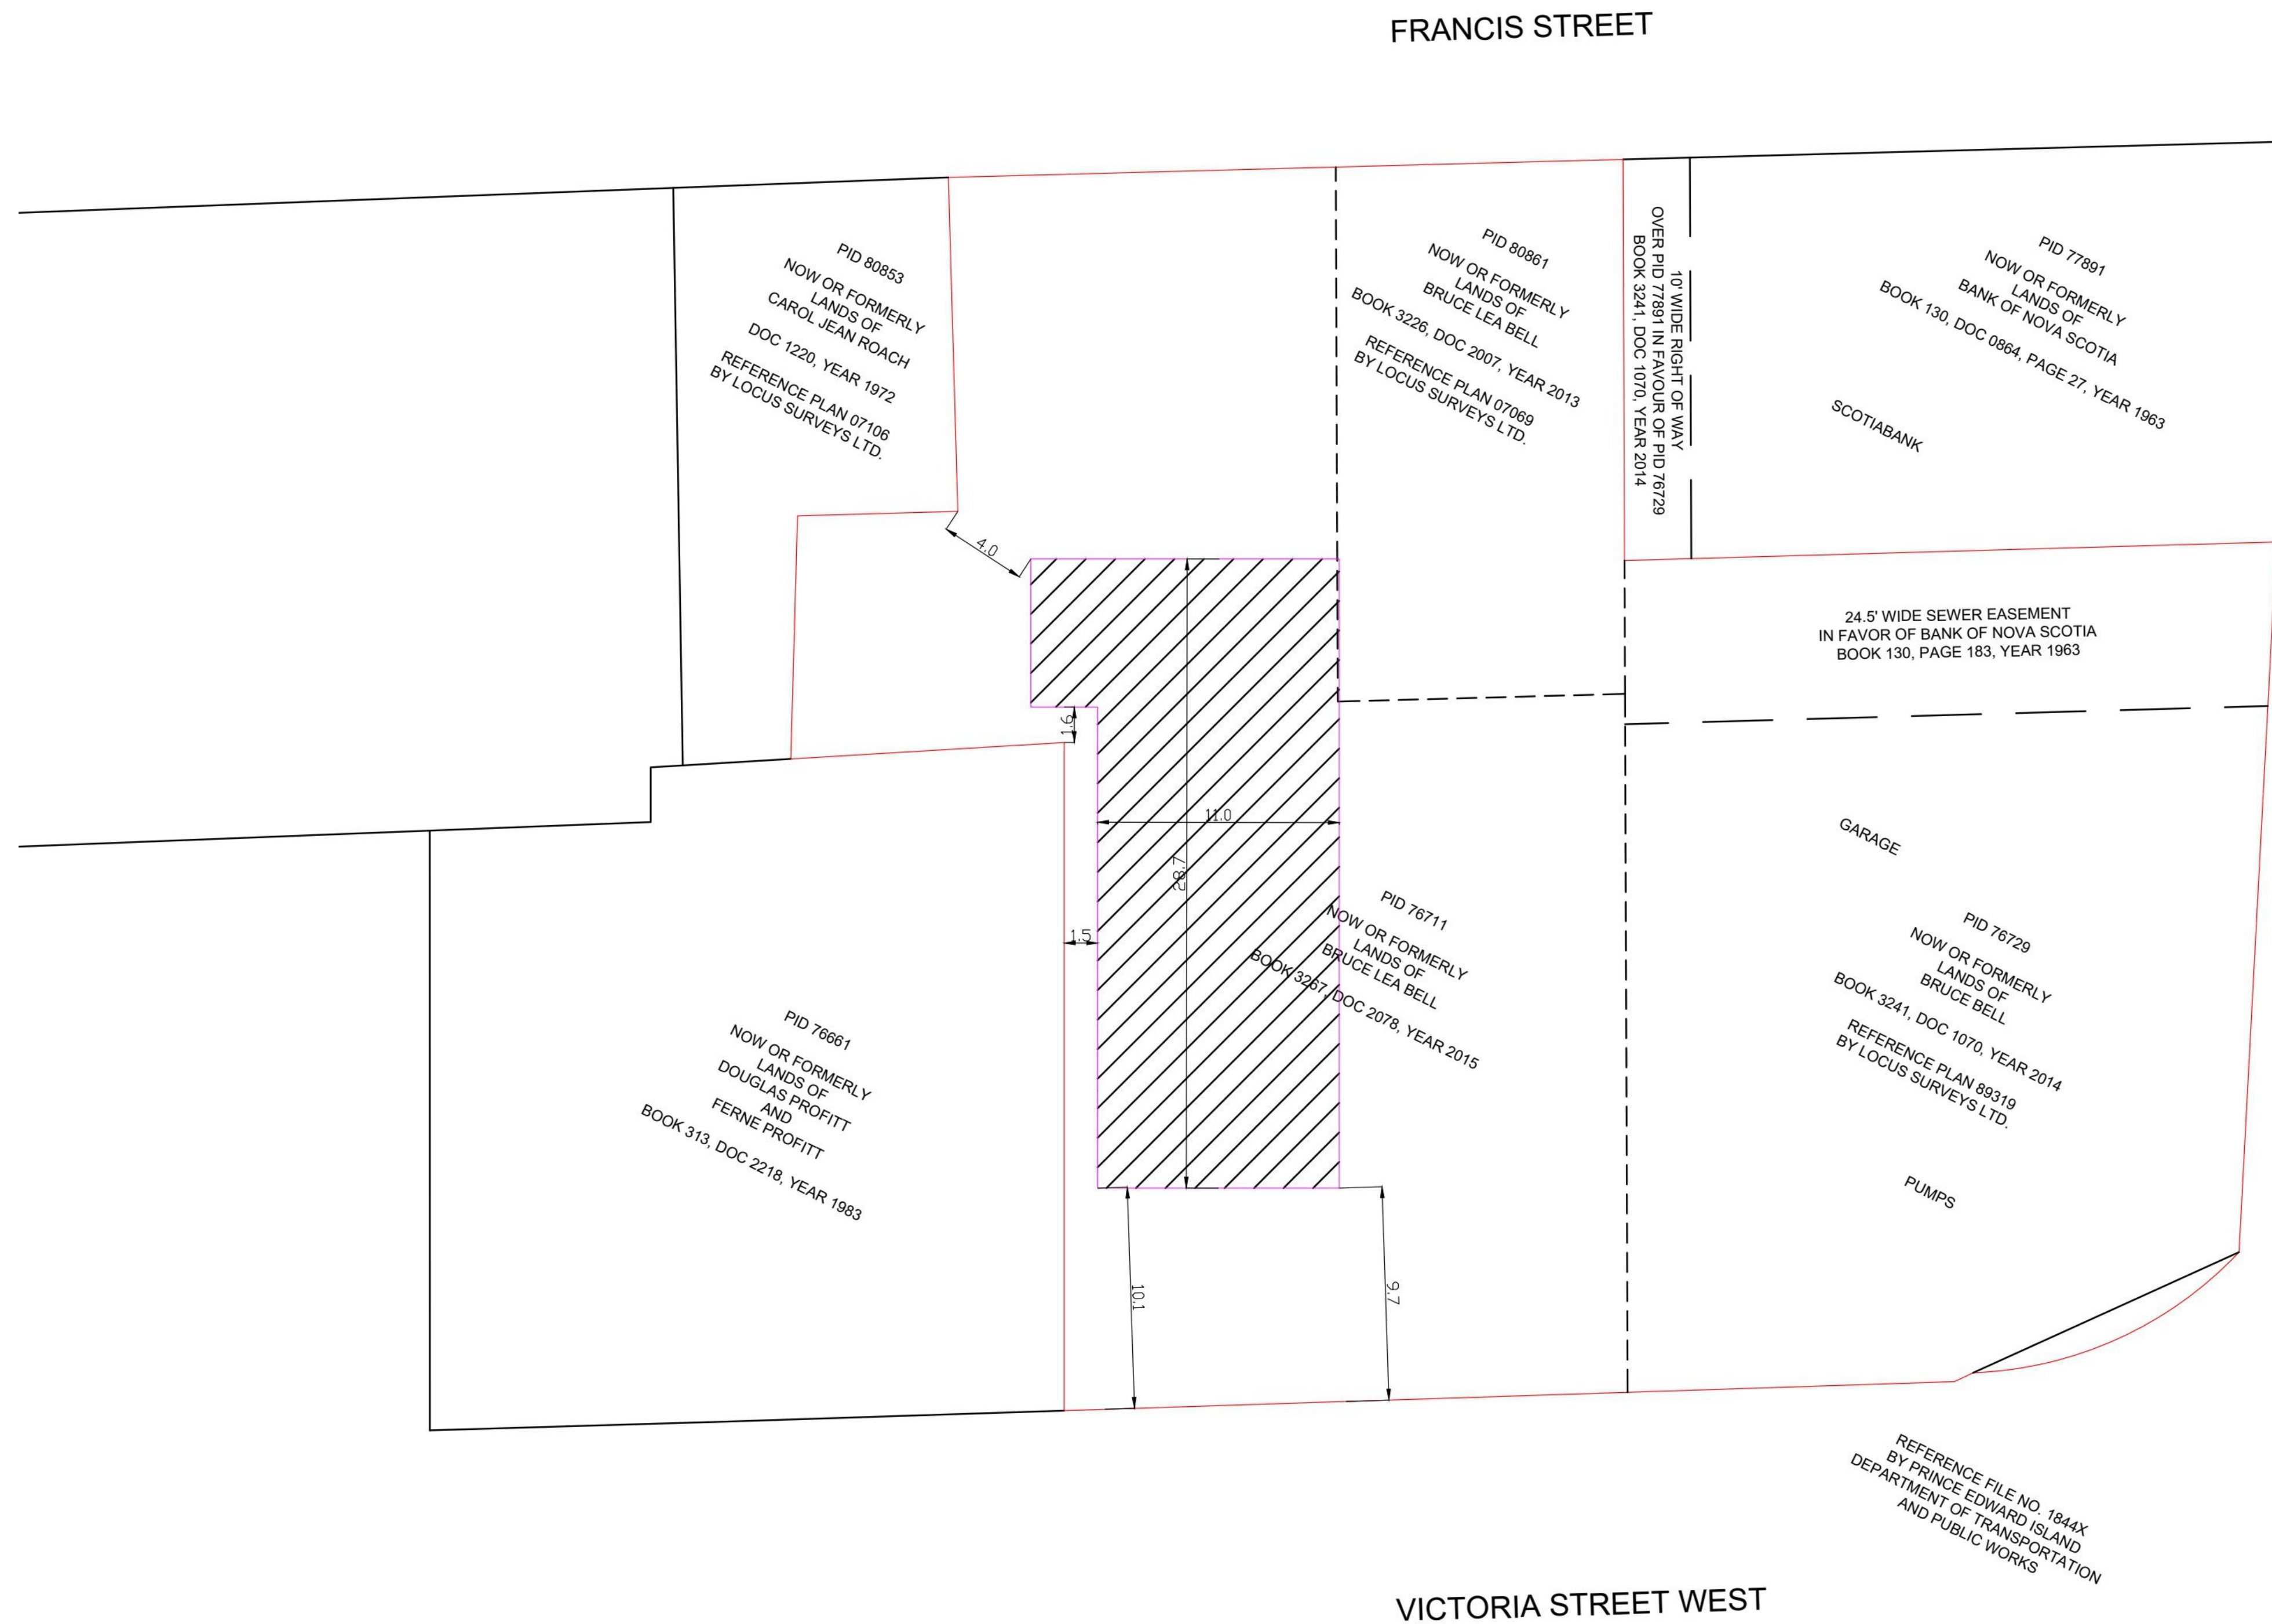 FRANCIS STREET
PID 80853
NOW OR FORMERLY
LANDS OF
CAROL JEAN ROACH
DOC 1220, YEAR 1972
REFERENCE PLAN 07106
BY LOCUS SURVEYS LTD.
PID 80861
NOW OR FORMERLY
LANDS OF
BRUCE LEA BELL
BOOK 3226, DOC 2007, YEAR 2013
REFERENCE PLAN 07069
BY LOCUS SURVEYS LTD.
10' WIDE RIGHT OF WAY
OVER PID 77891 IN FAVOUR OF PID 76729
BOOK 3241, DOC 1070, YEAR 2014
PID 77891
NOW OR FORMERLY
LANDS OF
BANK OF NOVA SCOTIA
BOOK 130, DOC 0864, PAGE 27, YEAR 1963
SCOTIABANK
4.0
24.5' WIDE SEWER EASEMENT
IN FAVOR OF BANK OF NOVA SCOTIA
BOOK 130, PAGE 183, YEAR 1963
1.6
11.0
28.7
1.5
GARAGE
PID 76711
NOW OR FORMERLY
LANDS OF
BRUCE LEA BELL
BOOK 3267, DOC 2078, YEAR 2015
PID 76729
NOW OR FORMERLY
LANDS OF
BRUCE BELL
BOOK 3241, DOC 1070, YEAR 2014
REFERENCE PLAN 89319
BY LOCUS SURVEYS LTD.
PID 76661
NOW OR FORMERLY
LANDS OF
DOUGLAS PROFITT
AND
FERNE PROFITT
BOOK 313, DOC 2218, YEAR 1983
PUMPS
10.1
9.7
REFERENCE FILE NO. 1844X
BY PRINCE EDWARD ISLAND
DEPARTMENT OF TRANSPORTATION
AND PUBLIC WORKS
VICTORIA STREET WEST